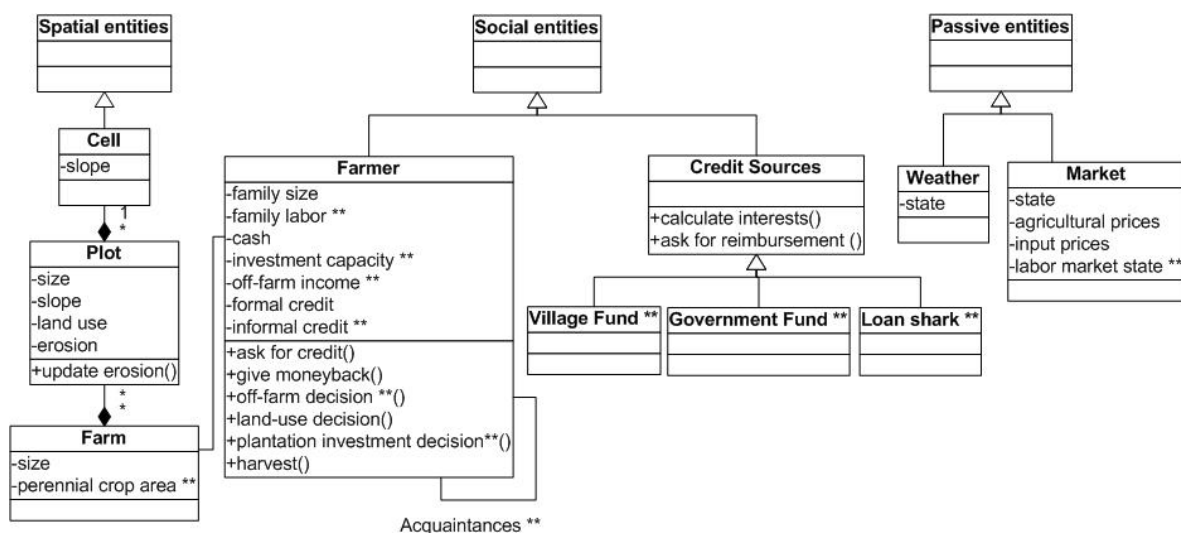 Spatial entities
Social entities
Passive entities
Cell
-slope
1
*
Plot
-size
-slope
-land use
-erosion
+update erosion()
*
*
Farm
-size
-perennial crop area **
Farmer
-family size
-family labor **
-cash
-investment capacity **
-off-farm income **
-formal credit
-informal credit **
+ask for credit()
+give moneyback()
+off-farm decision **()
+land-use decision()
+plantation investment decision**()
+harvest()
Acquaintances **
Credit Sources
+calculate interests()
+ask for reimbursement ()
Village Fund **
Government Fund **
Loan shark **
Weather
-state
Market
-state
-agricultural prices
-input prices
-labor market state **